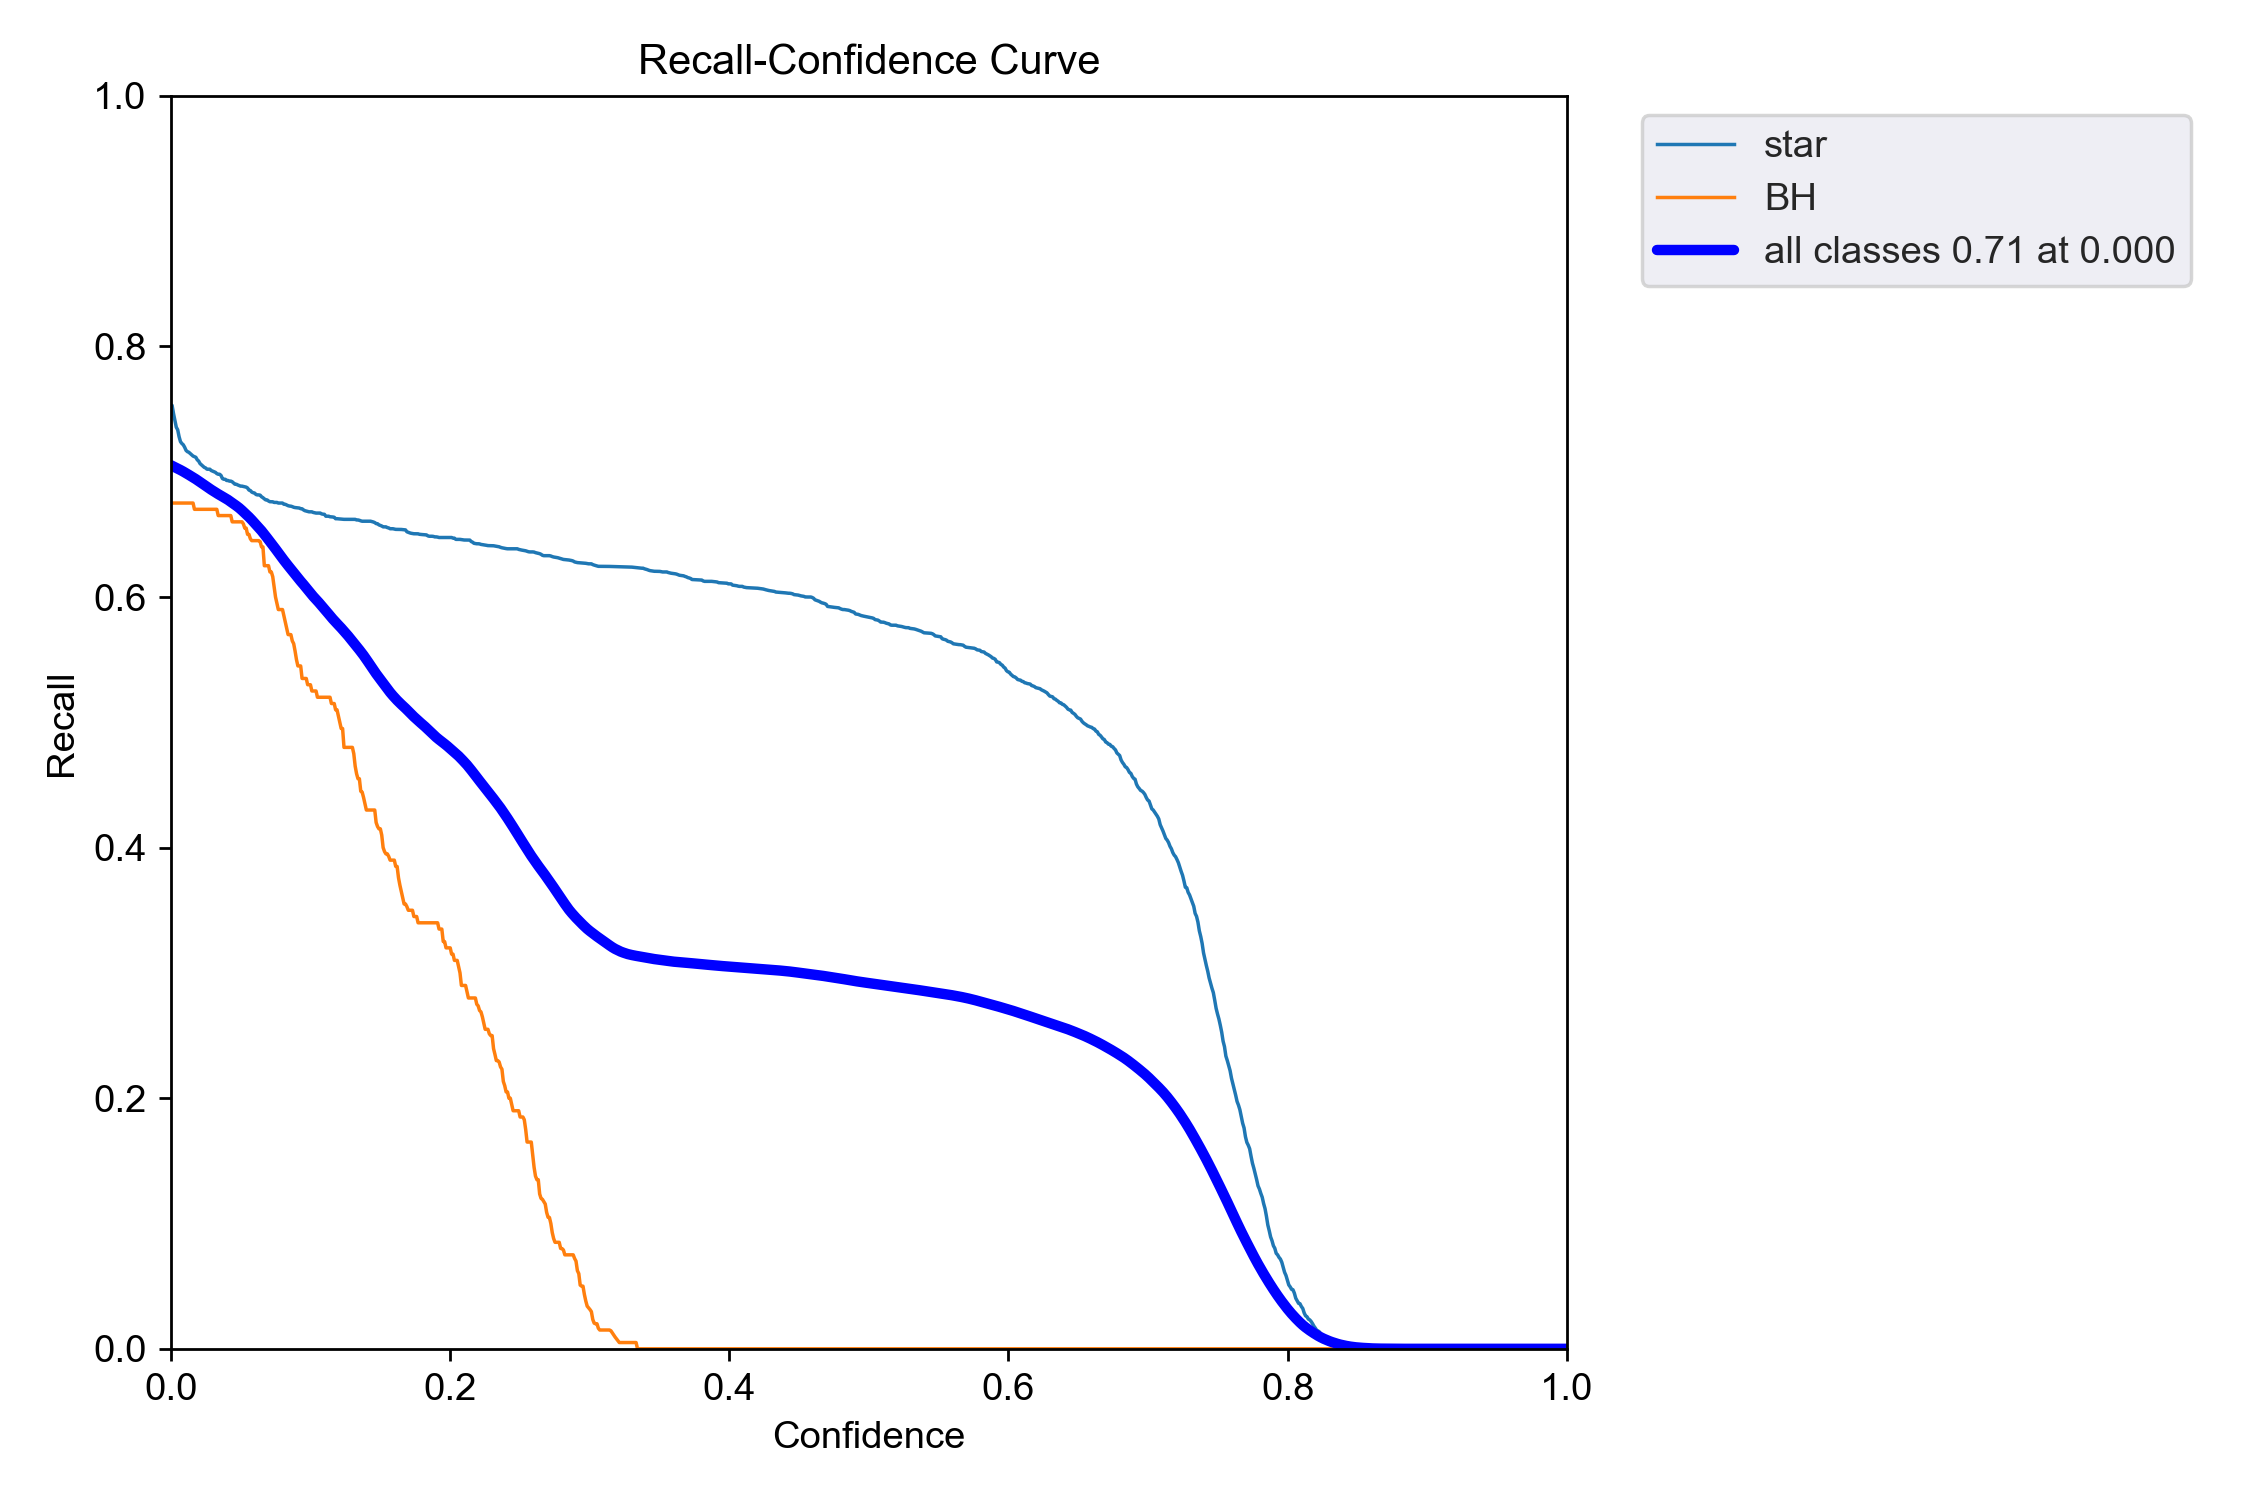 Recall-Confidence Curve
1.0
0.8
0.6
0.4
0.2
0.0
Recall
0.0 0.2 0.4 0.6 0.8 1.0
Confidence
star
BH
all classes 0.71 at 0.000